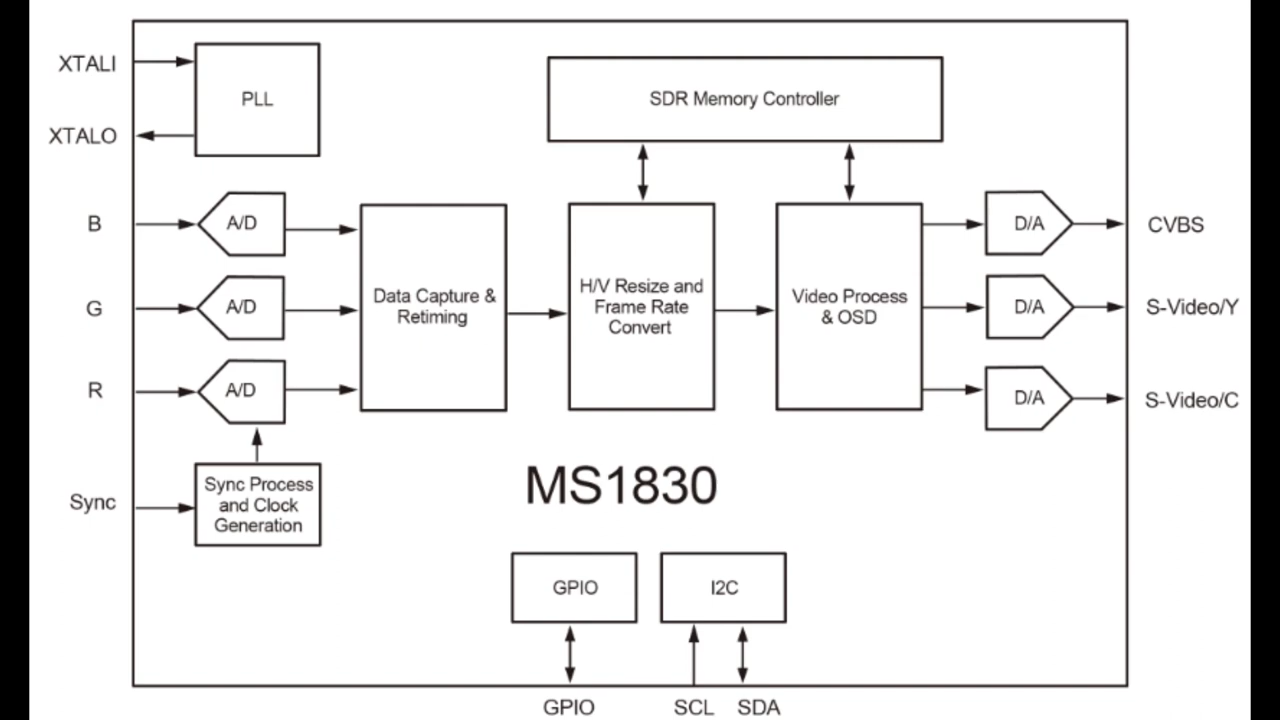 XTALI
PLL
SDR Memory Controller
XTALO
B
A/D
D/A
CVBS
H/V Resize and
Frame Rate
Convert
Data Capture &
Retiming
Video Process
& OSD
G
A/D
D/A
S-Video/Y
R
A/D
D/A
S-Video/C
Sync
Sync Process
and Clock
Generation
MS1830
GPIO
I2C
GPIO
SCL
SDA